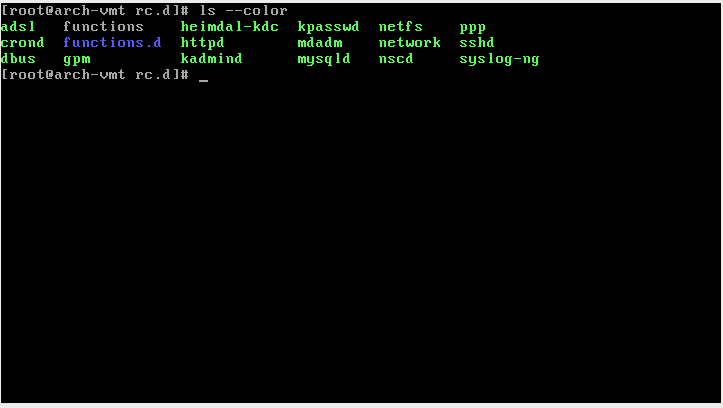 [root@arch-vmt rc.d]# ls --color
adsl   functions    heimdal-kdc  kpasswd  netfs    ppp
crond  functions.d  httpd        mdadm    network  sshd
dbus   gpm          kadmind      mysqld   nscd     syslog-ng
[root@arch-vmt rc.d]# _